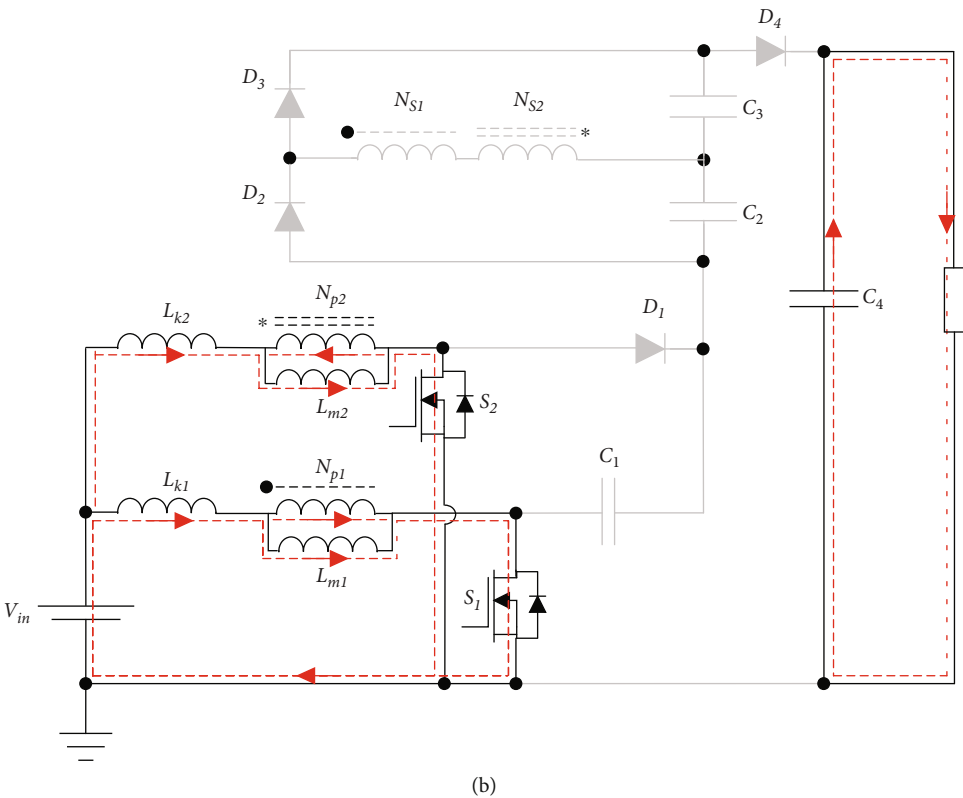 D4
D3
NS1
NS2
C3
*
D2
C2
Np2
Lk2
*
D1
C4
Lm2
S2
Np1
Lk1
C1
Lm1
S1
Vin
(b)